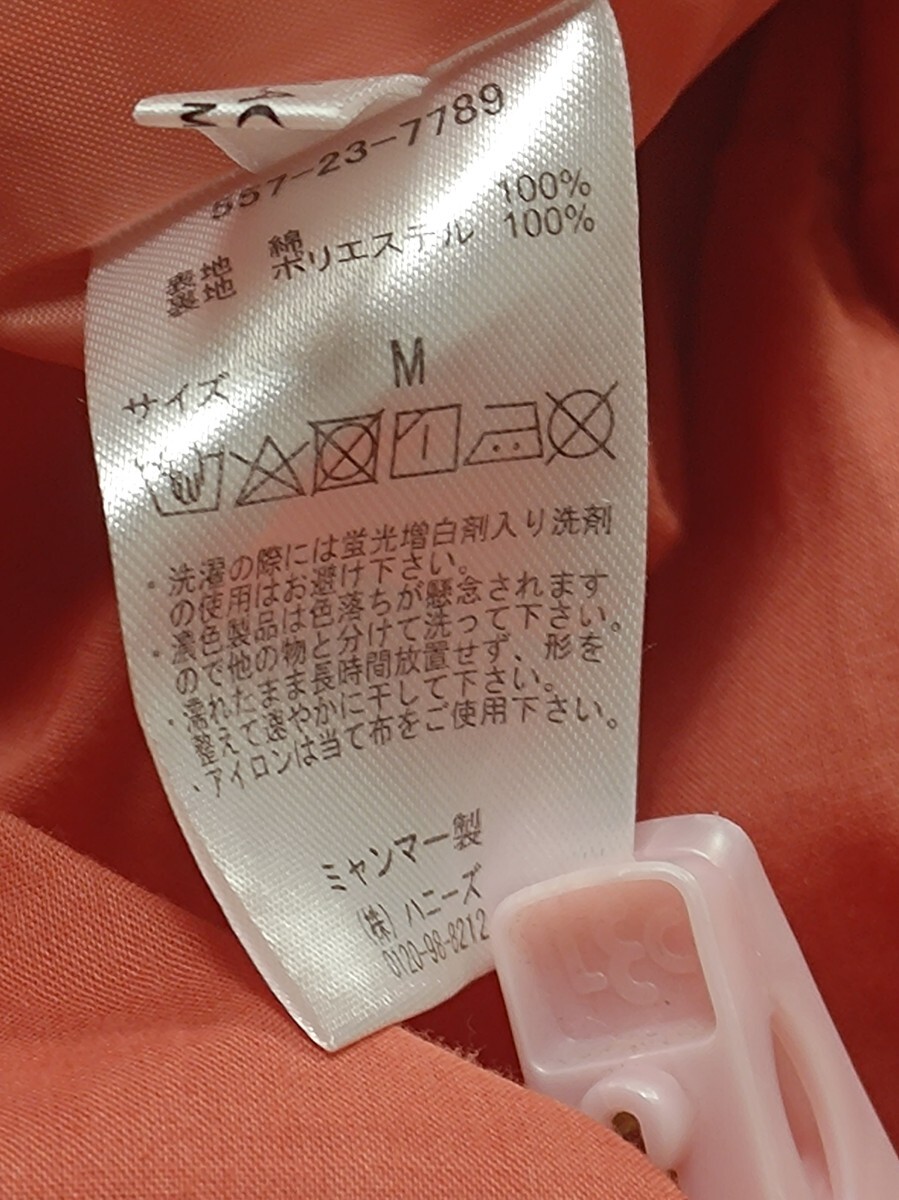 557-23-7789
表地 綿 100%
裏地 ポリエステル 100%
サイズ M
・洗濯の際には蛍光増白剤入り洗剤
の使用はお避け下さい。
・濃色製品は色落ちが懸念されます
ので他の物と分けて洗って下さい。
・濡れたまま長時間放置せず、形を
整えて速やかに干して下さい。
・アイロンは当て布をご使用下さい。
ミャンマー製
(株)ハニーズ
0120-98-8212